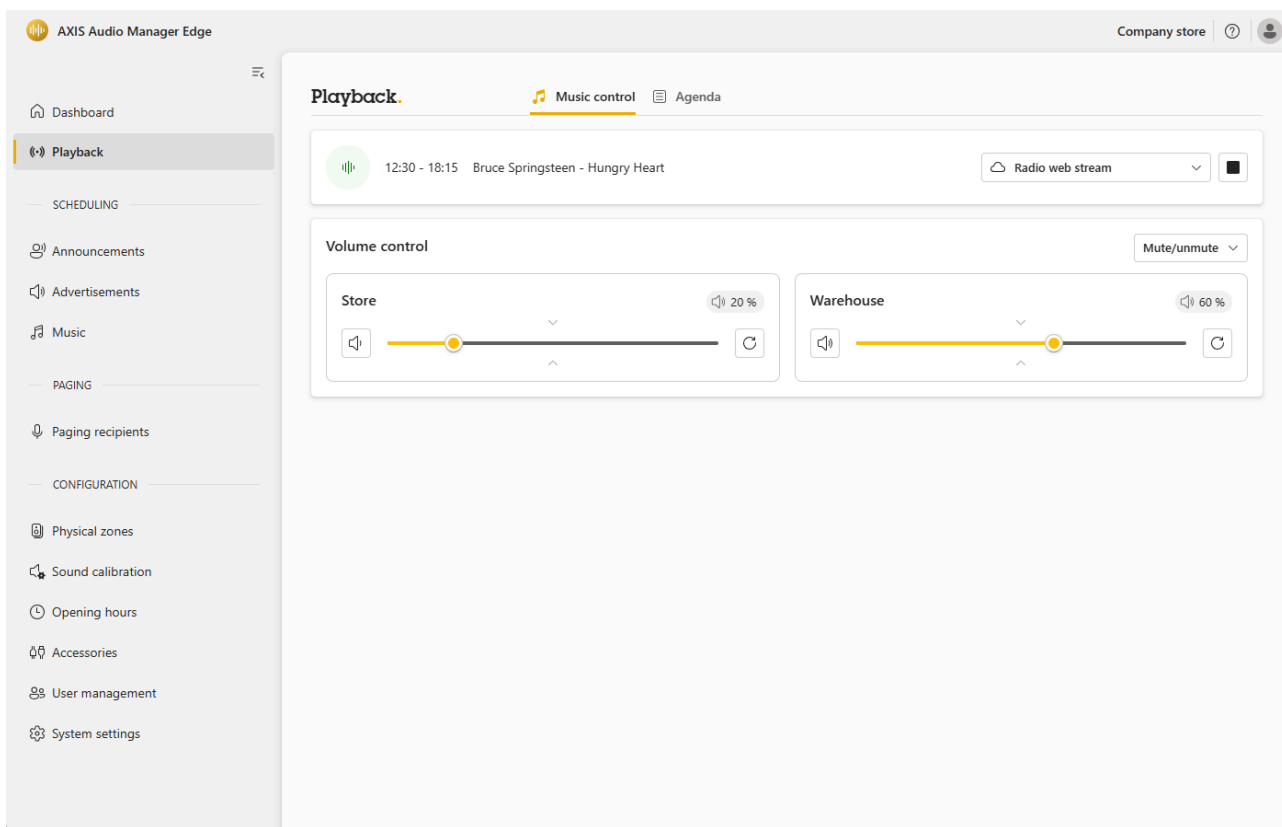 AXIS Audio Manager Edge
Company store
Dashboard
Playback
SCHEDULING
Announcements
Advertisements
Music
PAGING
Paging recipients
CONFIGURATION
Physical zones
Sound calibration
Opening hours
Accessories
User management
System settings
Playback.
Music control
Agenda
12:30 - 18:15 Bruce Springsteen - Hungry Heart
Radio web stream
Volume control
Mute/unmute
Store
20 %
Warehouse
60 %